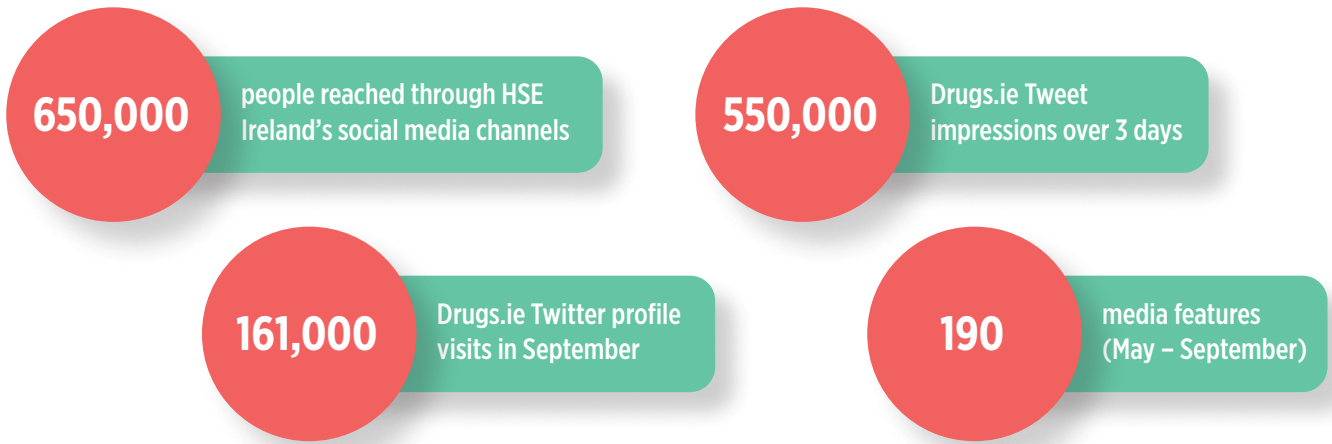 650,000
people reached through HSE
Ireland's social media channels
550,000
Drugs.ie Tweet
impressions over 3 days
161,000
Drugs.ie Twitter profile
visits in September
190
media features
(May – September)